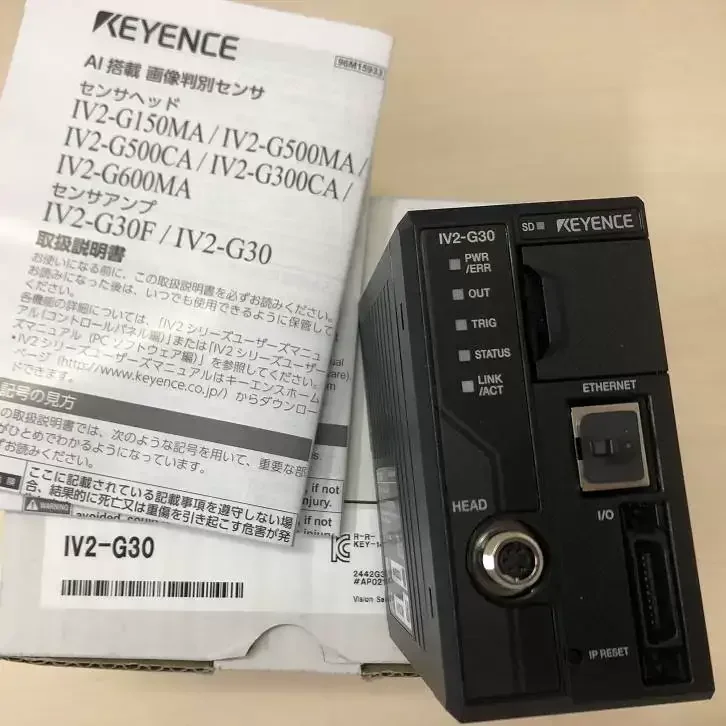 KEYENCE
96M15933
AI 搭載 画像判別センサ
センサヘッド
IV2-G150MA / IV2-G500MA /
IV2-G500CA / IV2-G300CA /
IV2-G600MA
センサアンプ
IV2-G30F / IV2-G30
取扱説明書
お使いになる前に、この取扱説明書を必ずお読みください。
お読みになった後は、いつでも使用できるように保管して
各機能の詳細については、「IV2 シリーズユーザーズマニュ
アル(コントロールパネル編)」または「IV2 シリーズユーザー
ズマニュアル (PC ソフトウェア編)」を参照してください。
•IV2 シリーズユーザーズマニュアルはキーエンスホーム
ページ (http://www.keyence.co.jp/) からダウンロー
ドできます。
記号の見方
の取扱説明書では、次のような記号を用いて、重要な部
がひとめでわかるようになっています。
ずお読みください。
ここに記載されている記載事項を遵守しない場
合、結果的に死亡又は重傷を引き起こす危害が発
WARNING
, if not
njury.
if not
IV2-G30
R-R-
KEY-14
2442G3
#AP021
Vision Se
IV2-G30
PWR
/ERR
OUT
TRIG
STATUS
LINK
/ACT
HEAD
SD
KEYENCE
ETHERNET
I/O
IP RESET